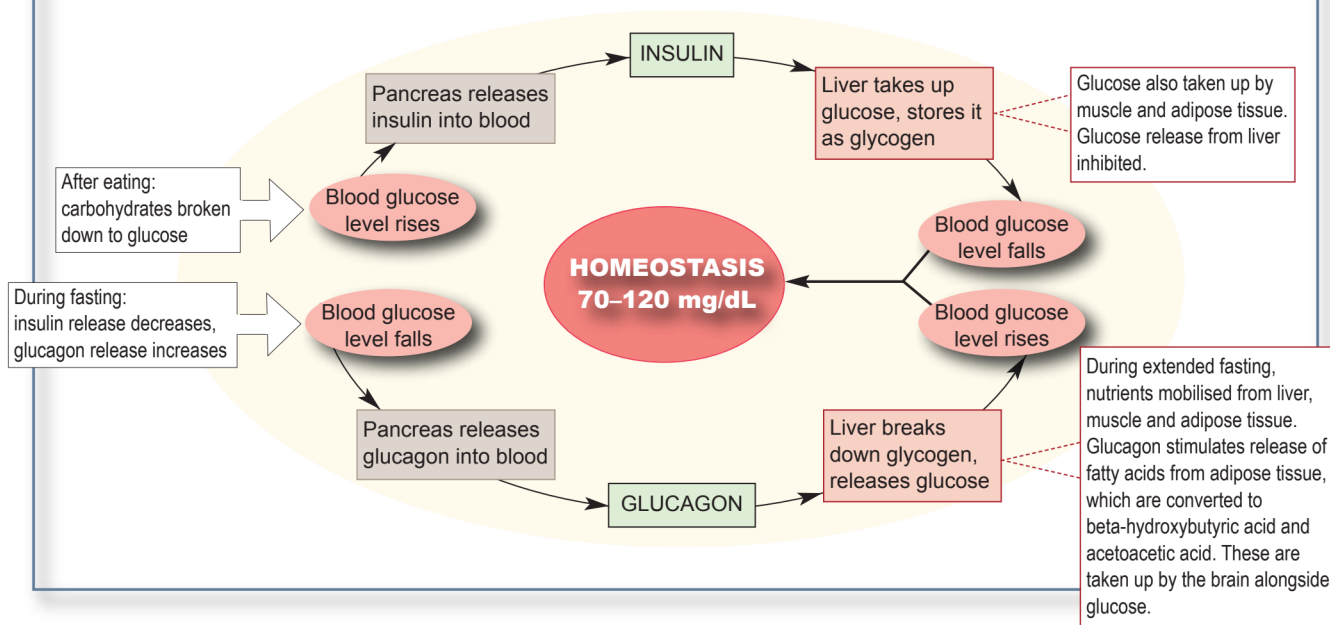 INSULIN
Pancreas releases
insulin into blood
Liver takes up
glucose, stores it
as glycogen
Glucose also taken up by
muscle and adipose tissue.
Glucose release from liver
inhibited.
After eating:
carbohydrates broken
down to glucose
Blood glucose
level rises
Blood glucose
level falls
HOMEOSTASIS
70–120 mg/dL
During fasting:
insulin release decreases,
glucagon release increases
Blood glucose
level falls
Blood glucose
level rises
Pancreas releases
glucagon into blood
GLUCAGON
Liver breaks
down glycogen,
releases glucose
During extended fasting,
nutrients mobilised from liver,
muscle and adipose tissue.
Glucagon stimulates release of
fatty acids from adipose tissue,
which are converted to
beta-hydroxybutyric acid and
acetoacetic acid. These are
taken up by the brain alongside
glucose.